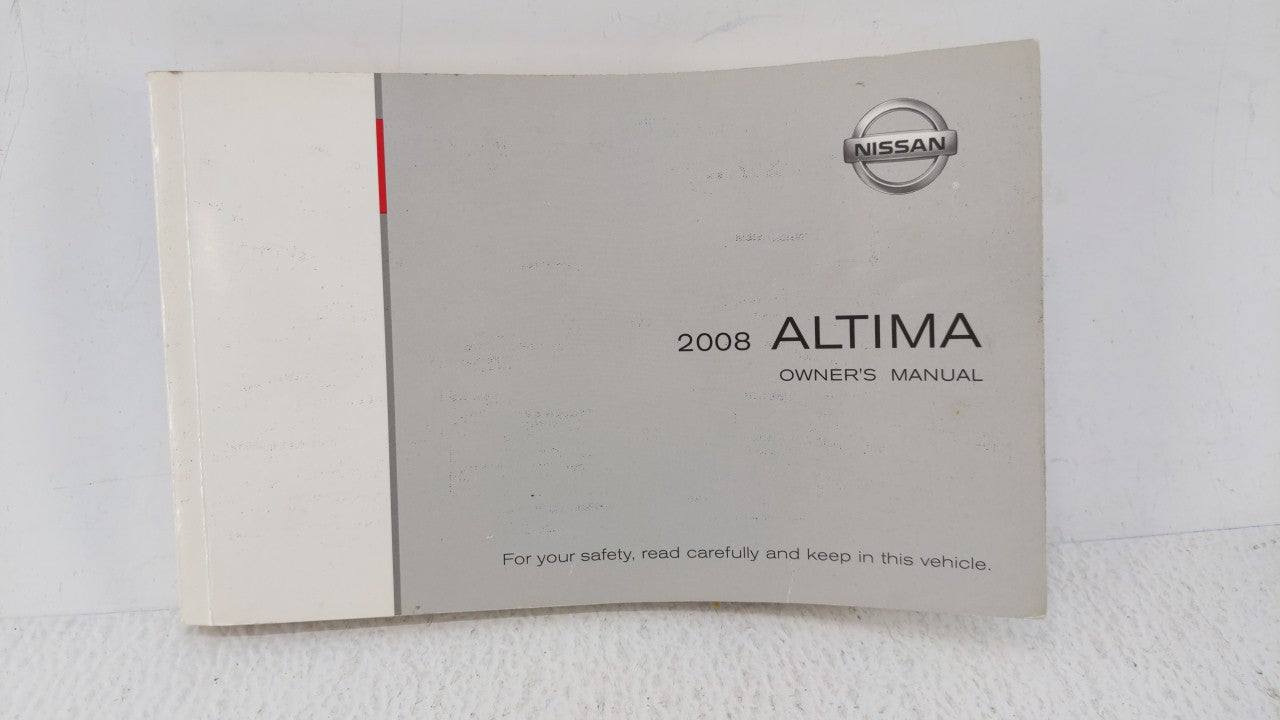 NISSAN
2008 ALTIMA
OWNER'S MANUAL
For your safety, read carefully and keep in this vehicle.